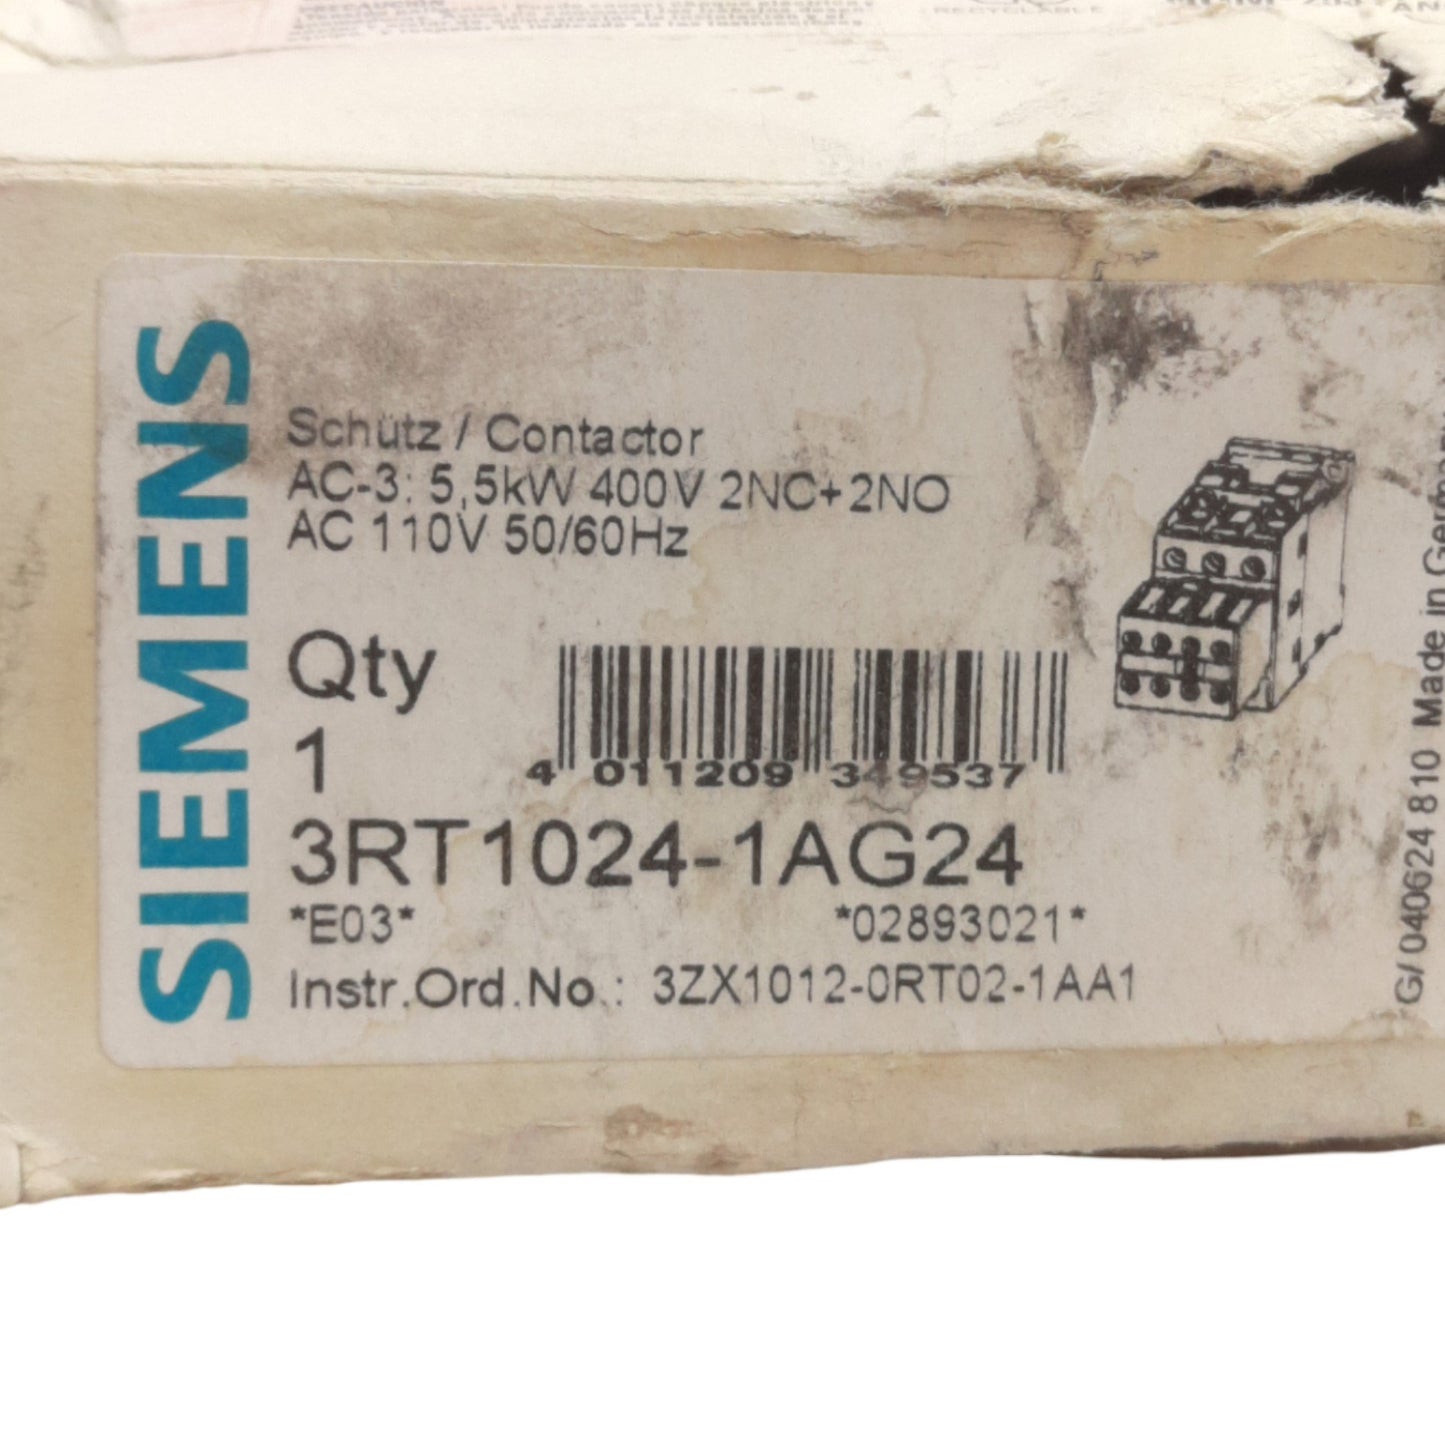 RECYCLABLE
SIEMENS
Schütz / Contactor
AC-3: 5,5kW 400V 2NC+2NO
AC 110V 50/60Hz
Qty
1
4 011209 349537
3RT1024-1AG24
*E03* *02893021*
Instr.Ord.No.: 3ZX1012-0RT02-1AA1
G/040624 810 Made in Germany